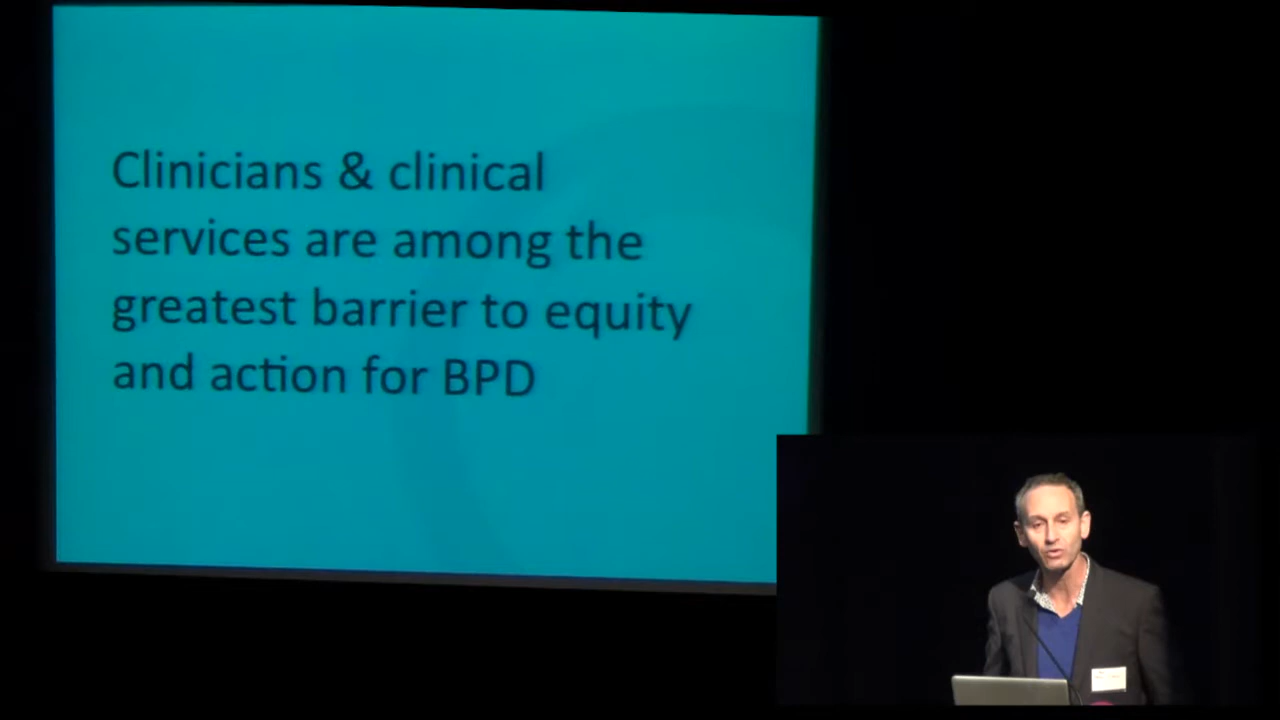 Clinicians & clinical
services are among the
greatest barrier to equity
and action for BPD